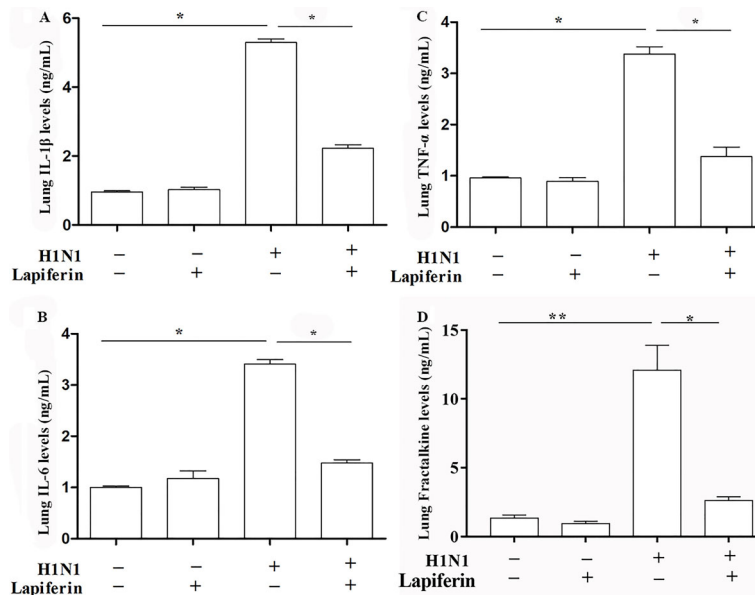 A
* *
Lung IL-1β levels (ng/mL)
6
4
2
0
H1N1 − − + +
Lapiferin − + − +
C
* *
Lung TNF-α levels (ng/mL)
4
3
2
1
0
H1N1 − − + +
Lapiferin − + − +
B
* *
Lung IL-6 levels (ng/mL)
4
3
2
1
0
H1N1 − − + +
Lapiferin − + − +
D
** *
Lung Fractalkine levels (ng/mL)
15
10
5
0
H1N1 − − + +
Lapiferin − + − +